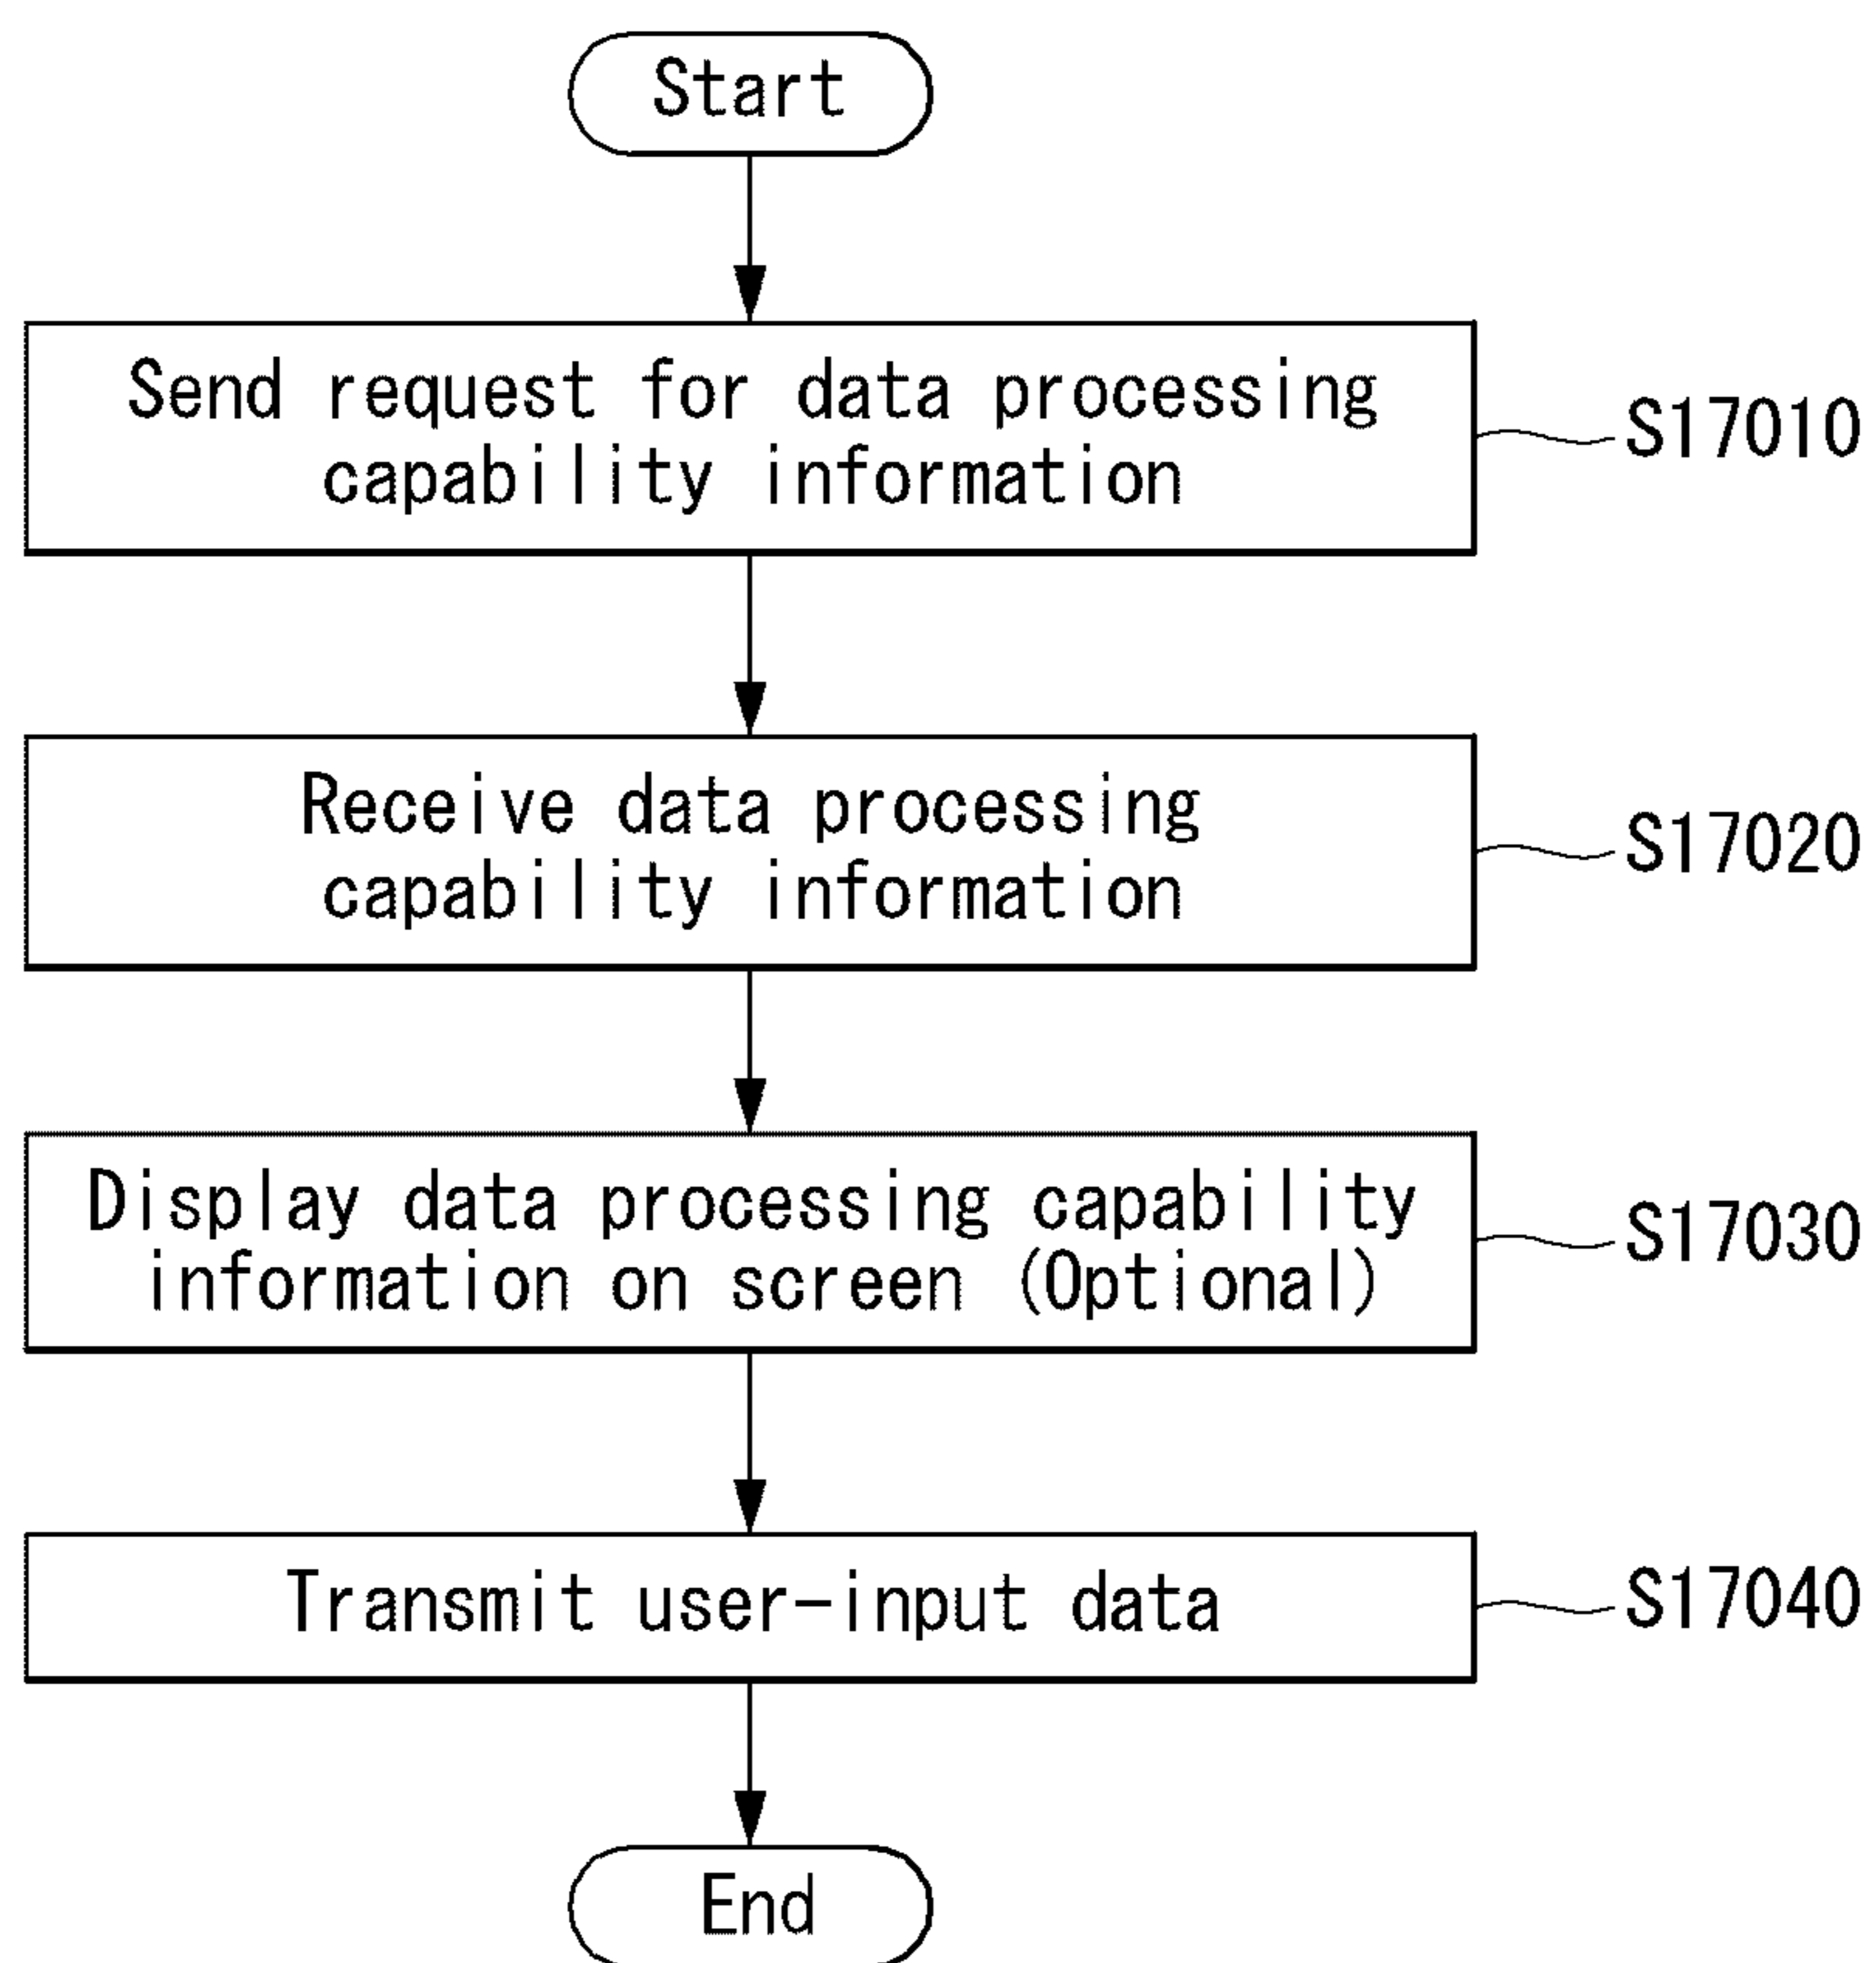 Start
Send request for data processing
capability information
S17010
Receive data processing
capability information
S17020
Display data processing capability
information on screen (Optional)
S17030
Transmit user-input data
S17040
End